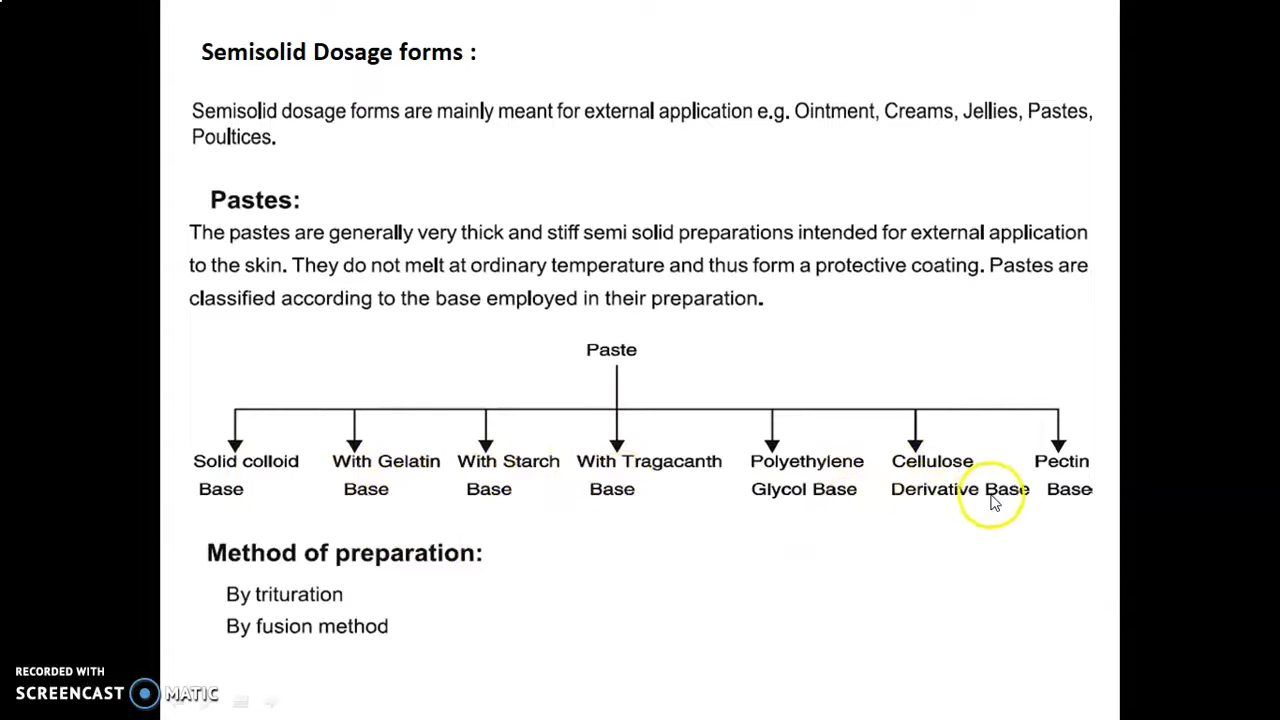 Semisolid Dosage forms :
Semisolid dosage forms are mainly meant for external application e.g. Ointment, Creams, Jellies, Pastes,
Poultices.
Pastes:
The pastes are generally very thick and stiff semi solid preparations intended for external application
to the skin. They do not melt at ordinary temperature and thus form a protective coating. Pastes are
classified according to the base employed in their preparation.
Paste
Solid colloid
Base
With Gelatin
Base
With Starch
Base
With Tragacanth
Base
Polyethylene
Glycol Base
Cellulose
Derivative Base
Pectin
Base
Method of preparation:
By trituration
By fusion method
RECORDED WITH
SCREENCAST MATIC